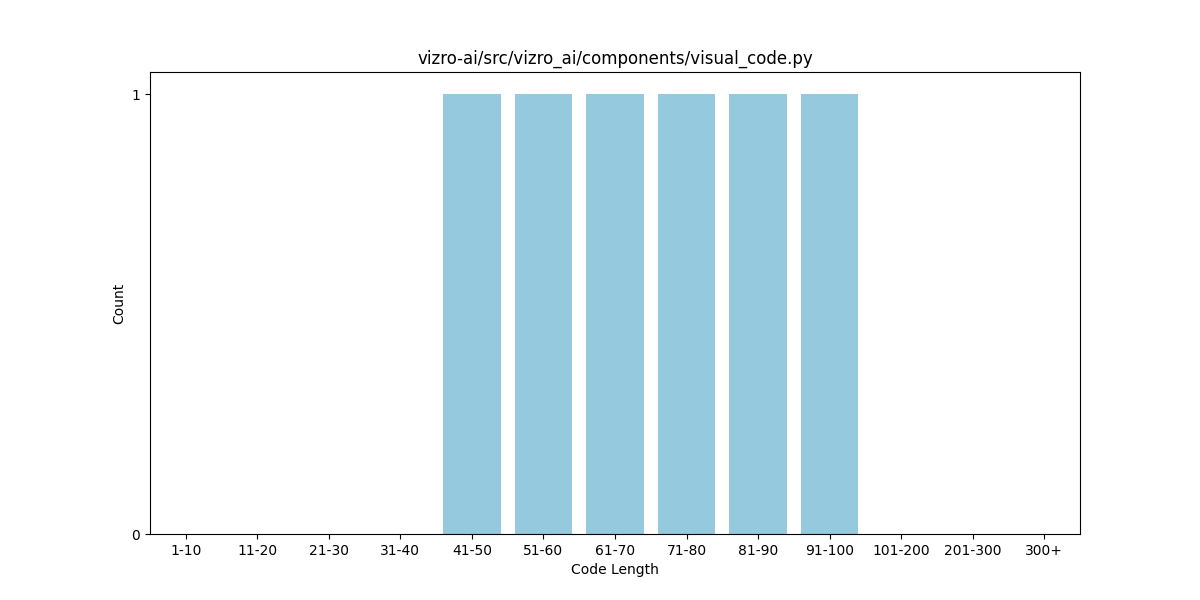 vizro-ai/src/vizro_ai/components/visual_code.py
1
0
Count
1-10 11-20 21-30 31-40 41-50 51-60 61-70 71-80 81-90 91-100 101-200 201-300 300+
Code Length